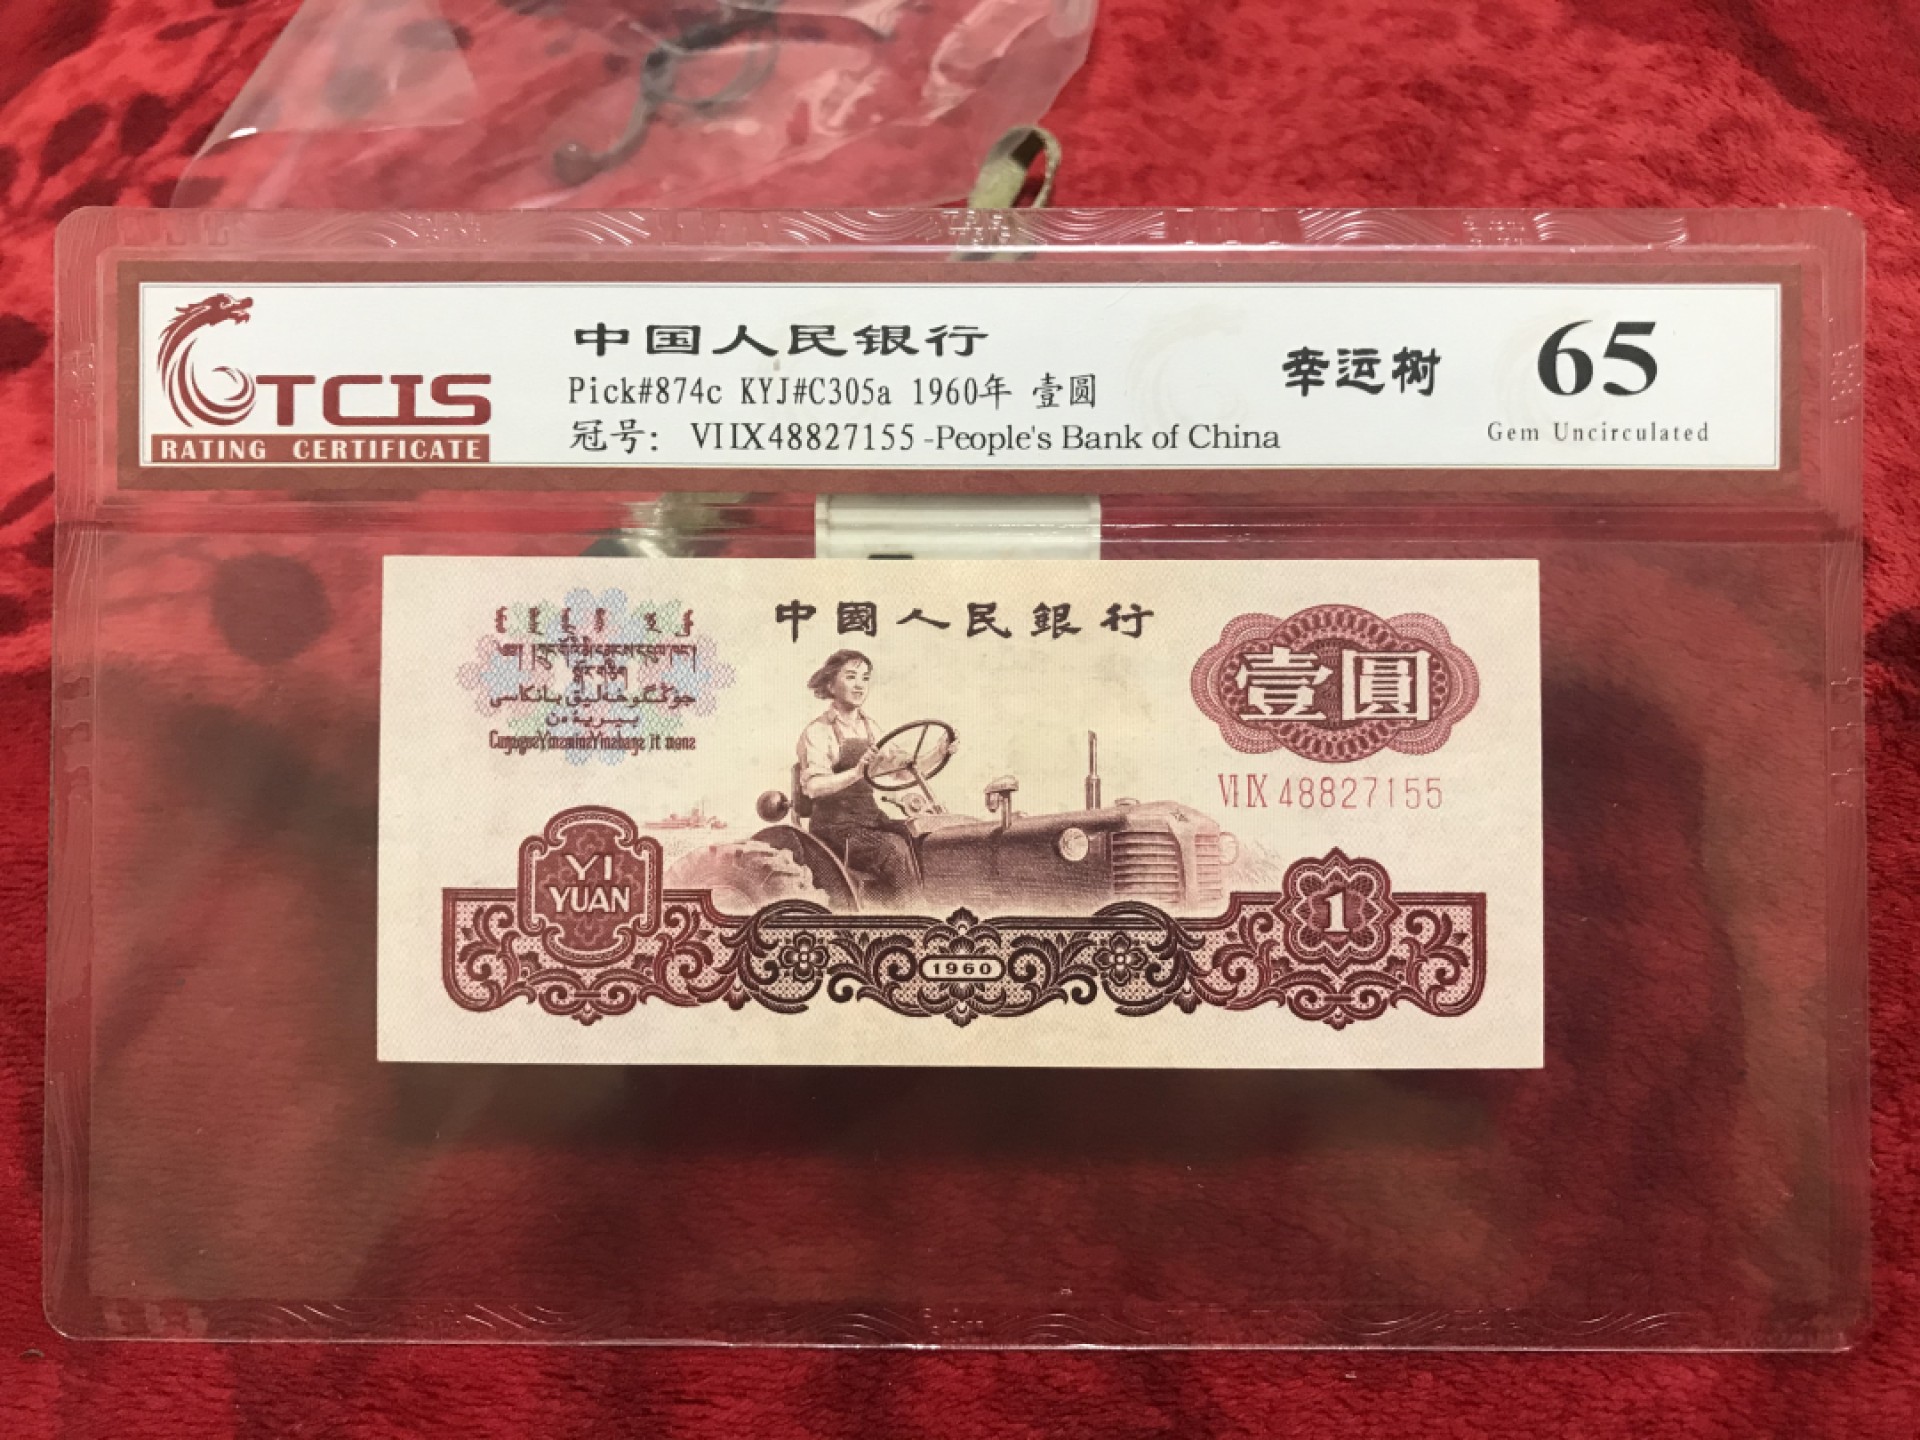 TCIS
RATING CERTIFICATE
中国人民银行
Pick#874c KYJ#C305a 1960年 壹圆
冠号: VIIX48827155-People's Bank of China
幸运树
65
Gem Uncirculated
中國人民銀行
壹圓
VI IX 48827155
YI
YUAN
1960
1